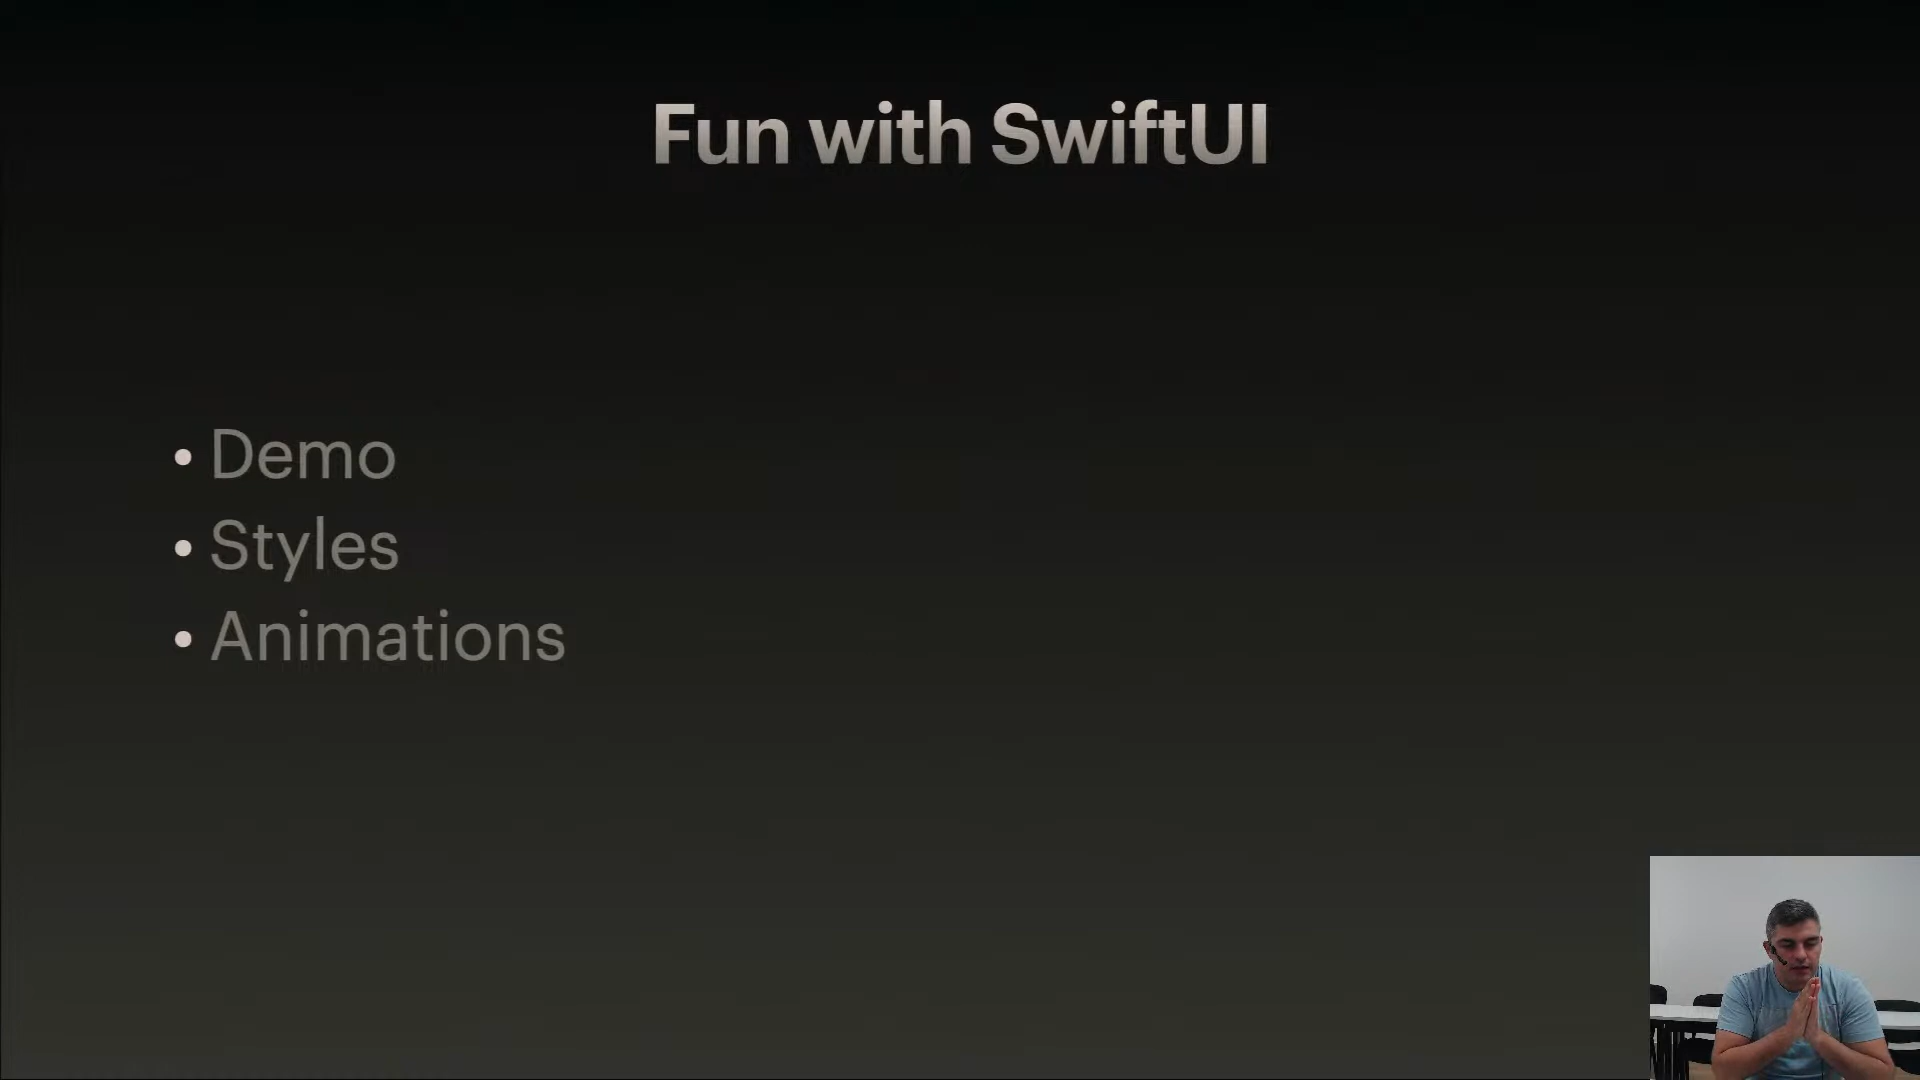 Fun with SwiftUI
• Demo
• Styles
• Animations